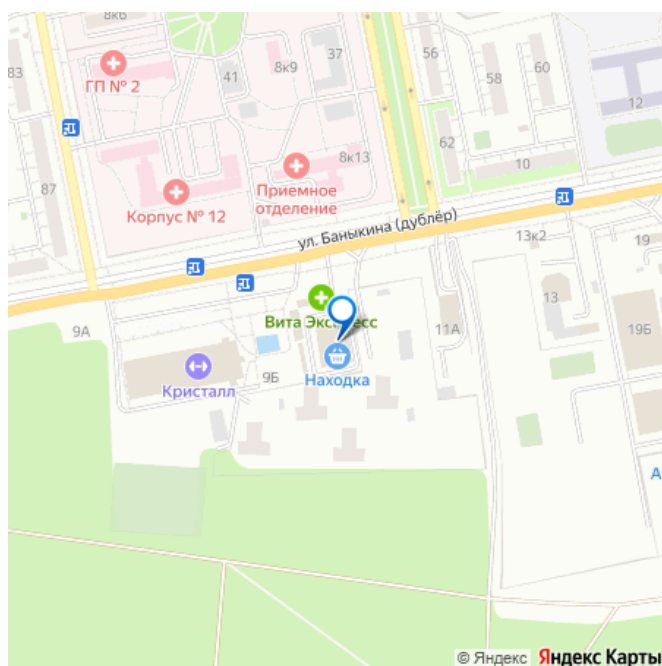 8к6
83
ГП № 2
41
8к9
37
56
58
60
12
87
Корпус № 12
Приемное
отделение
8к13
62
10
ул. Баныкина (дублёр)
13к2
19
13
9А
Вита Экспресс
11А
19Б
Кристалл
9Б
Находка
А
© Яндекс Яндекс Карты